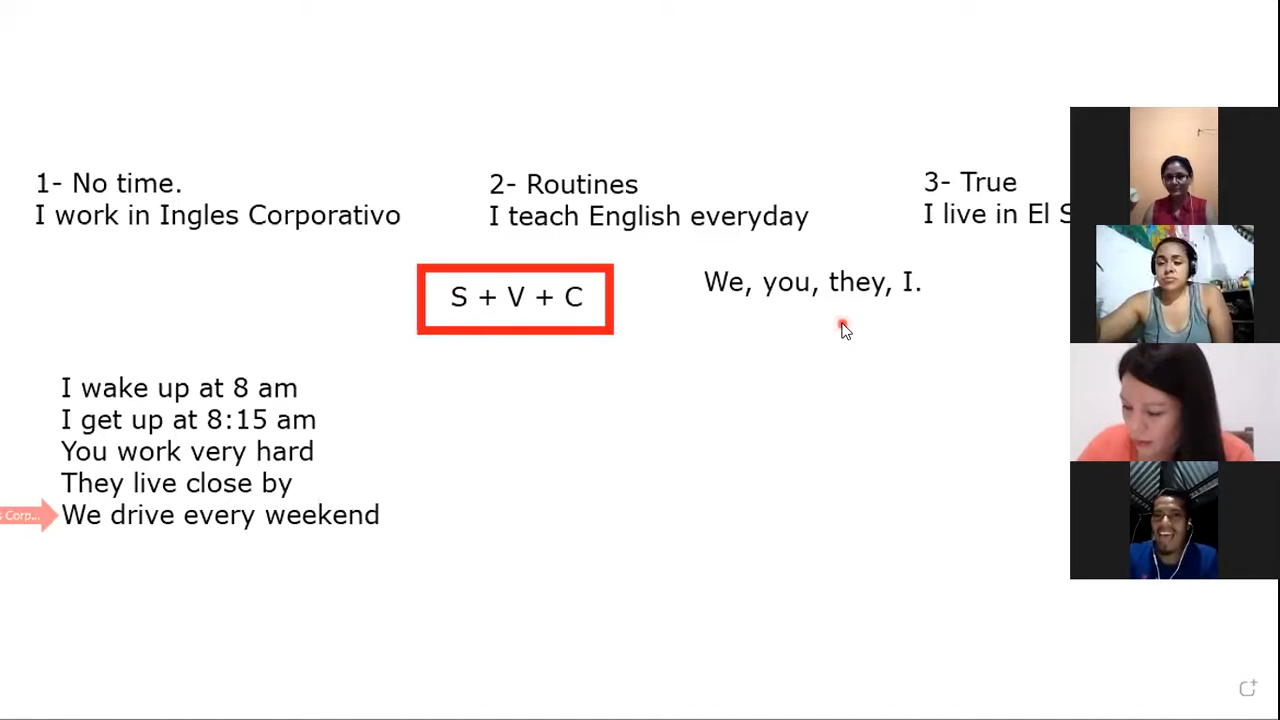 1- No time.
I work in Ingles Corporativo
2- Routines
I teach English everyday
3- True
I live in El
S + V + C
We, you, they, I.
I wake up at 8 am
I get up at 8:15 am
You work very hard
They live close by
We drive every weekend